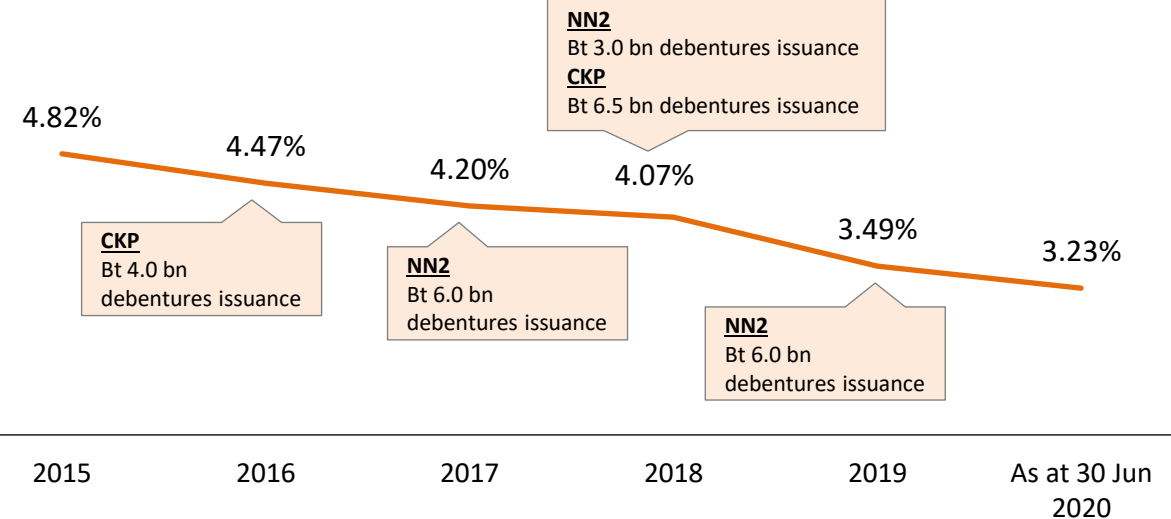 NN2
Bt 3.0 bn debentures issuance
CKP
Bt 6.5 bn debentures issuance
4.82%
4.47%
4.20%
4.07%
3.49%
3.23%
CKP
Bt 4.0 bn
debentures issuance
NN2
Bt 6.0 bn
debentures issuance
NN2
Bt 6.0 bn
debentures issuance
2015
2016
2017
2018
2019
As at 30 Jun
2020